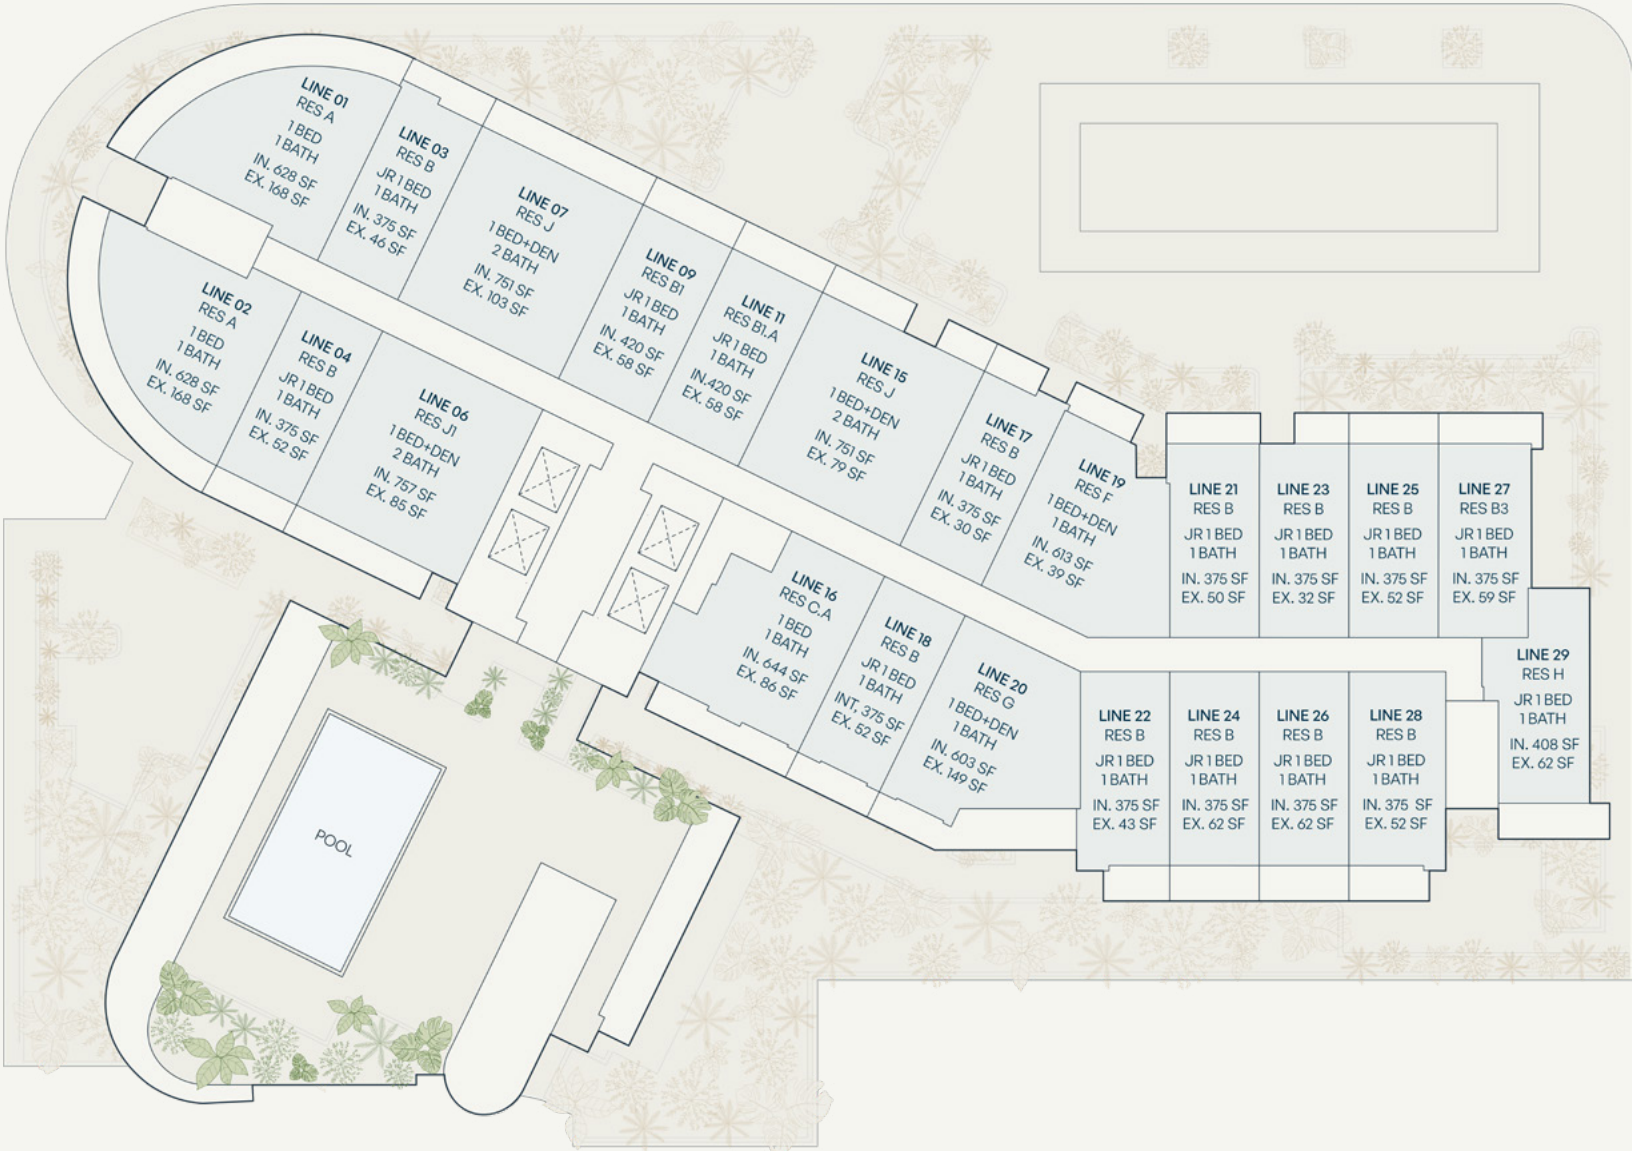 LINE 01
RES A
1 BED
1 BATH
IN. 628 SF
EX. 168 SF
LINE 03
RES B
JR 1 BED
1 BATH
IN. 375 SF
EX. 46 SF
LINE 07
RES J
1 BED+DEN
2 BATH
IN. 751 SF
EX. 103 SF
LINE 09
RES B1
JR 1 BED
1 BATH
IN. 420 SF
EX. 58 SF
LINE 11
RES B1.A
JR 1 BED
1 BATH
IN.420 SF
EX. 58 SF
LINE 15
RES J
1 BED+DEN
2 BATH
IN. 751 SF
EX. 79 SF
LINE 17
RES B
JR 1 BED
1 BATH
IN. 375 SF
EX. 30 SF
LINE 19
RES F
1 BED+DEN
1 BATH
IN. 613 SF
EX. 39 SF
LINE 21
RES B
JR 1 BED
1 BATH
IN. 375 SF
EX. 50 SF
LINE 23
RES B
JR 1 BED
1 BATH
IN. 375 SF
EX. 32 SF
LINE 25
RES B
JR 1 BED
1 BATH
IN. 375 SF
EX. 52 SF
LINE 27
RES B3
JR 1 BED
1 BATH
IN. 375 SF
EX. 59 SF
LINE 29
RES H
JR 1 BED
1 BATH
IN. 408 SF
EX. 62 SF
LINE 02
RES A
1 BED
1 BATH
IN. 628 SF
EX. 168 SF
LINE 04
RES B
JR 1 BED
1 BATH
IN. 375 SF
EX. 52 SF
LINE 06
RES J1
1 BED+DEN
2 BATH
IN. 757 SF
EX. 85 SF
LINE 16
RES C.A
1 BED
1 BATH
IN. 644 SF
EX. 86 SF
LINE 18
RES B
JR 1 BED
1 BATH
INT, 375 SF
EX. 52 SF
LINE 20
RES G
1 BED+DEN
1 BATH
IN. 603 SF
EX. 149 SF
LINE 22
RES B
JR 1 BED
1 BATH
IN. 375 SF
EX. 43 SF
LINE 24
RES B
JR 1 BED
1 BATH
IN. 375 SF
EX. 62 SF
LINE 26
RES B
JR 1 BED
1 BATH
IN. 375 SF
EX. 62 SF
LINE 28
RES B
JR 1 BED
1 BATH
IN. 375 SF
EX. 52 SF
POOL